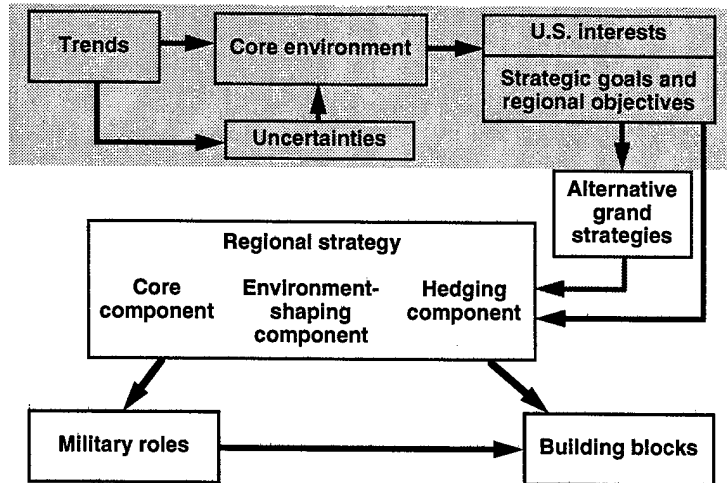 Trends
Core environment
U.S. interests
Strategic goals and
regional objectives
Uncertainties
Alternative
grand
strategies
Regional strategy
Core
component
Environment-
shaping
component
Hedging
component
Military roles
Building blocks